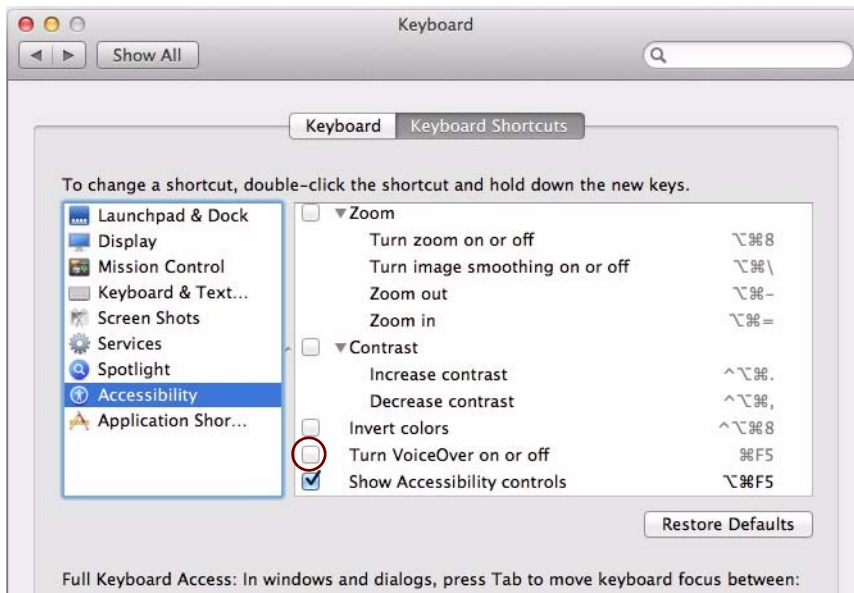 Keyboard
Show All
Keyboard Keyboard Shortcuts
To change a shortcut, double-click the shortcut and hold down the new keys.
Launchpad & Dock
Display
Mission Control
Keyboard & Text...
Screen Shots
Services
Spotlight
Accessibility
Application Shor...
Zoom
Turn zoom on or off ⌥⌘8
Turn image smoothing on or off ⌥⌘\
Zoom out ⌥⌘-
Zoom in ⌥⌘=
Contrast
Increase contrast ^⌥⌘.
Decrease contrast ^⌥⌘,
Invert colors ^⌥⌘8
Turn VoiceOver on or off ⌘F5
Show Accessibility controls ⌥⌘F5
Restore Defaults
Full Keyboard Access: In windows and dialogs, press Tab to move keyboard focus between: